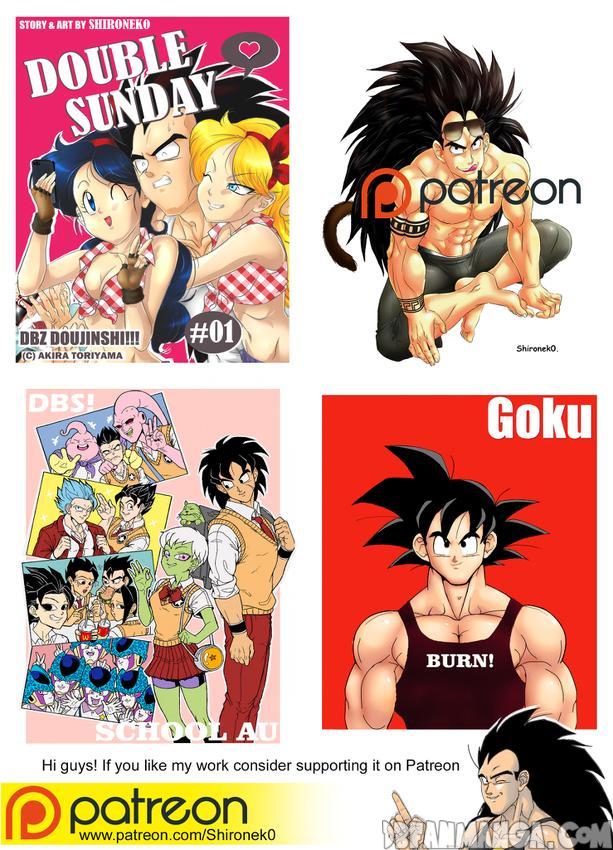 STORY & ART BY SHIRONEKO
DOUBLE
SUNDAY
DBZ DOUJINSHI!!!
(C) AKIRA TORIYAMA
#01
patreon
Shironek0.
DBS!
SCHOOL AU
Goku
BURN!
Hi guys! If you like my work consider supporting it on Patreon
patreon
www.patreon.com/Shironek0